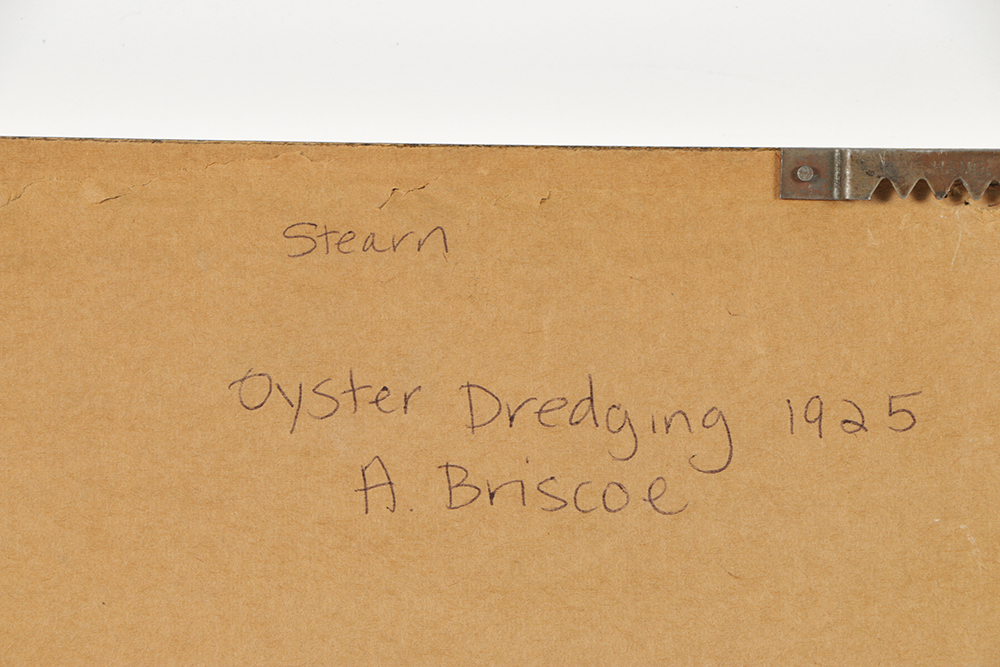 Stearn
Oyster Dredging 1925
A. Briscoe